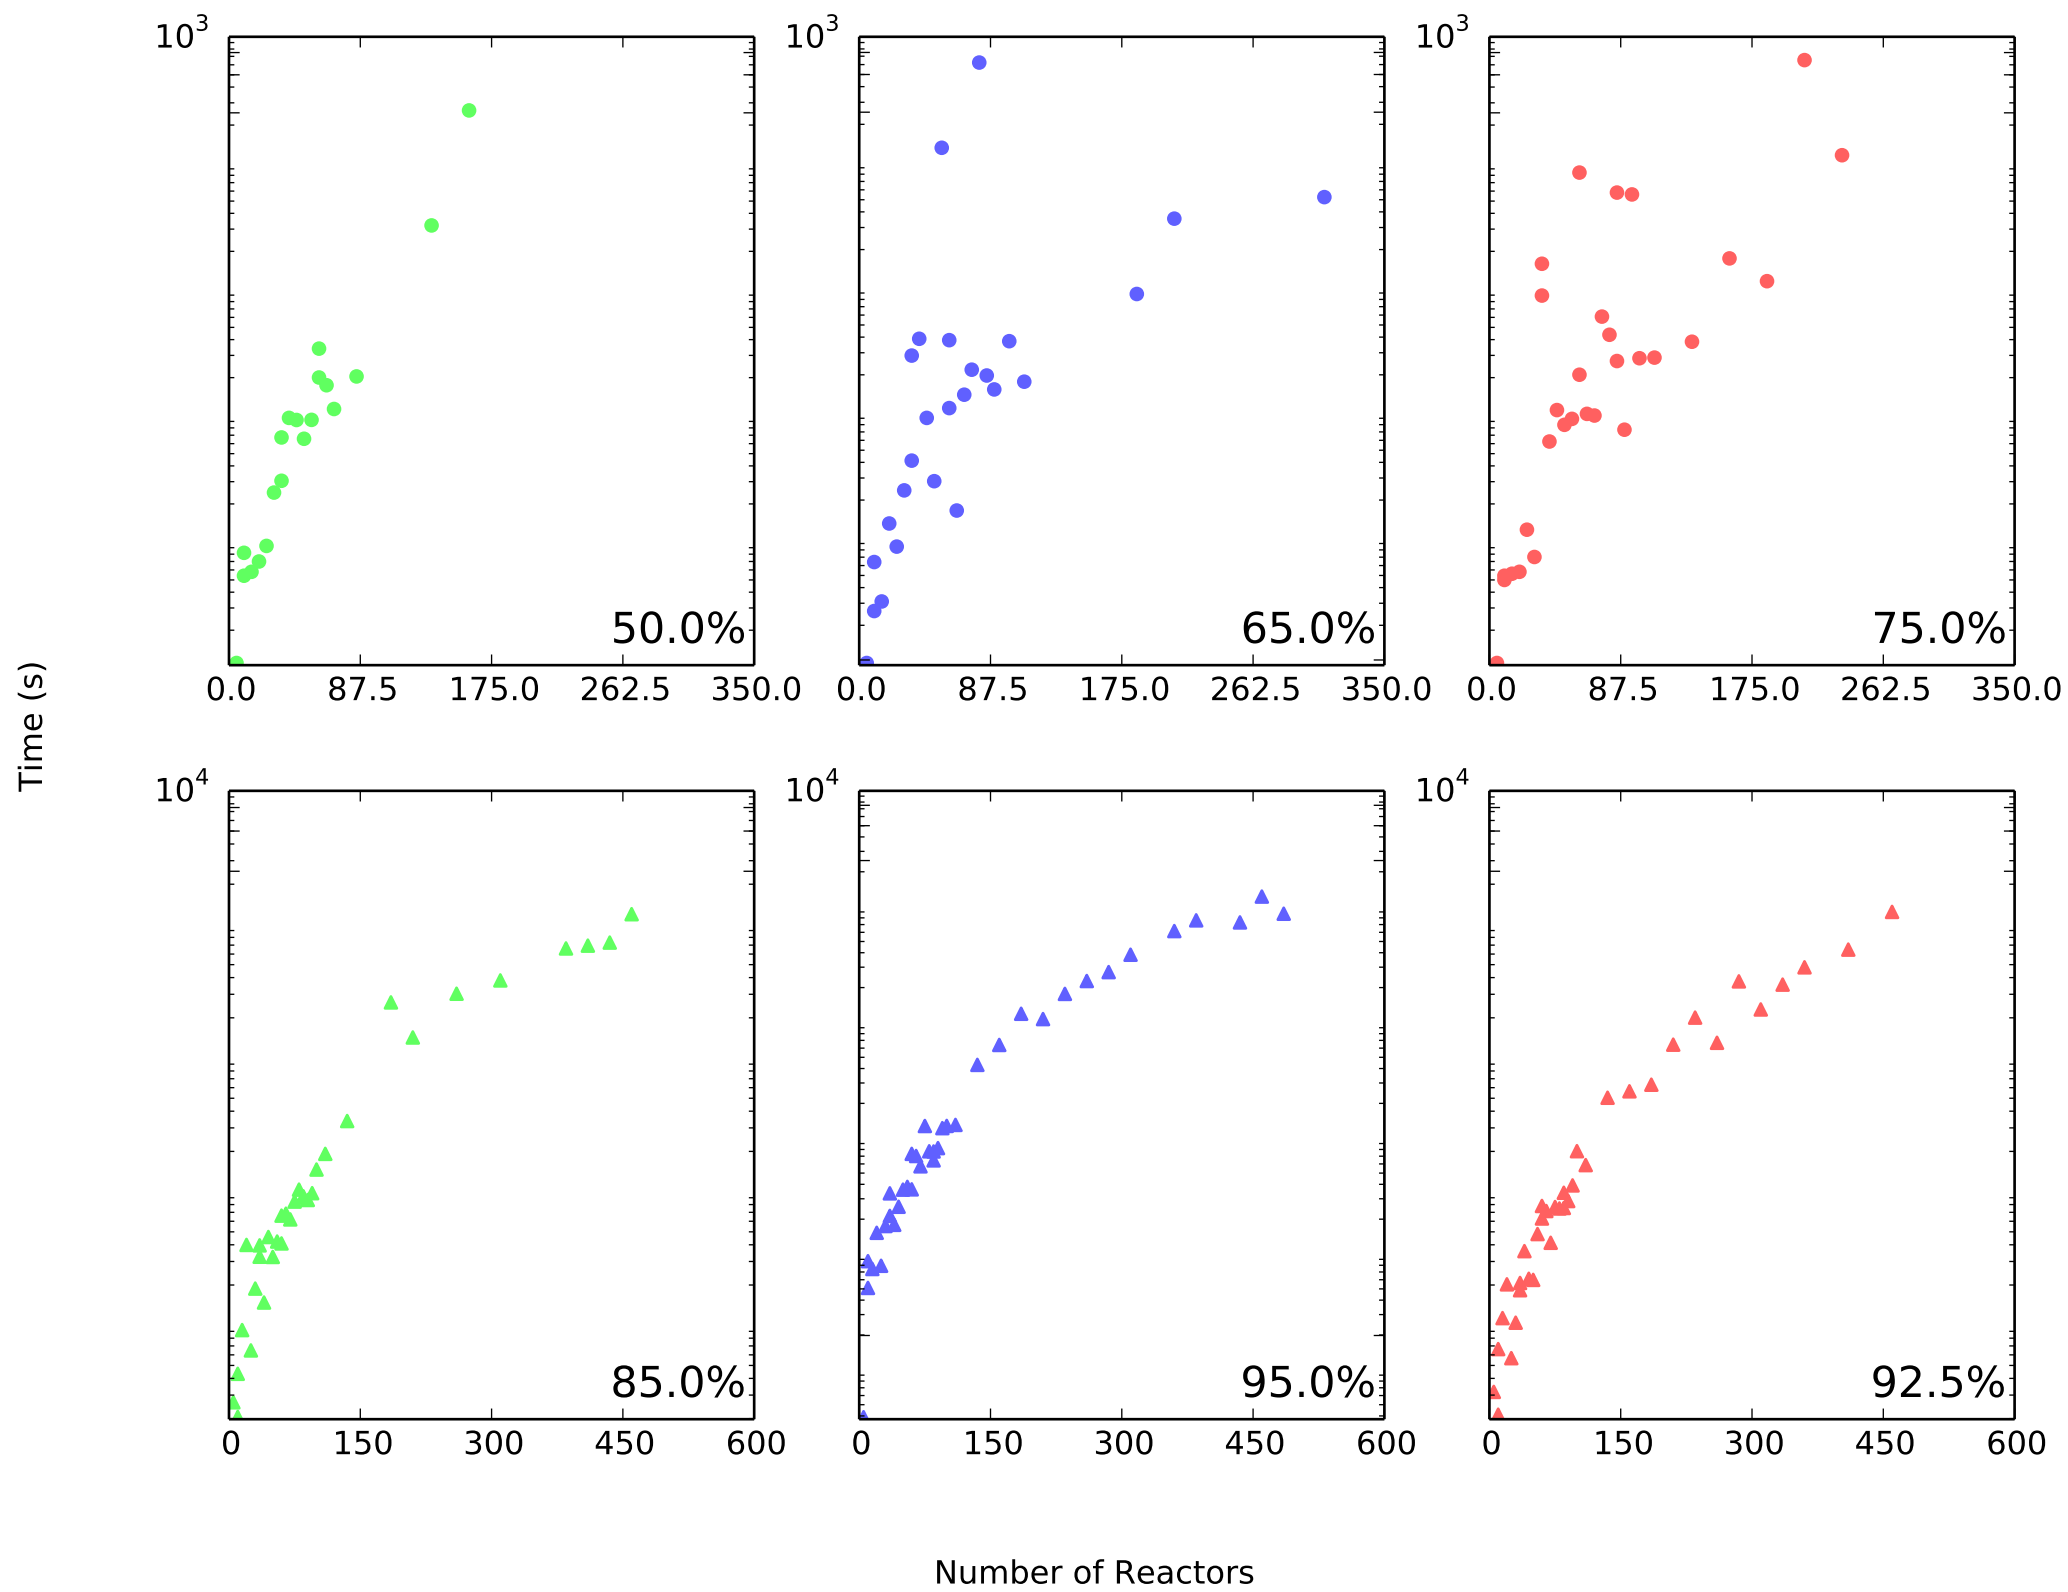 10^3 10^3 10^3
50.0% 65.0% 75.0%
0.0 87.5 175.0 262.5 350.0 0.0 87.5 175.0 262.5 350.0 0.0 87.5 175.0 262.5 350.0
Time (s)
10^4 10^4 10^4
85.0% 95.0% 92.5%
0 150 300 450 600 0 150 300 450 600 0 150 300 450 600
Number of Reactors